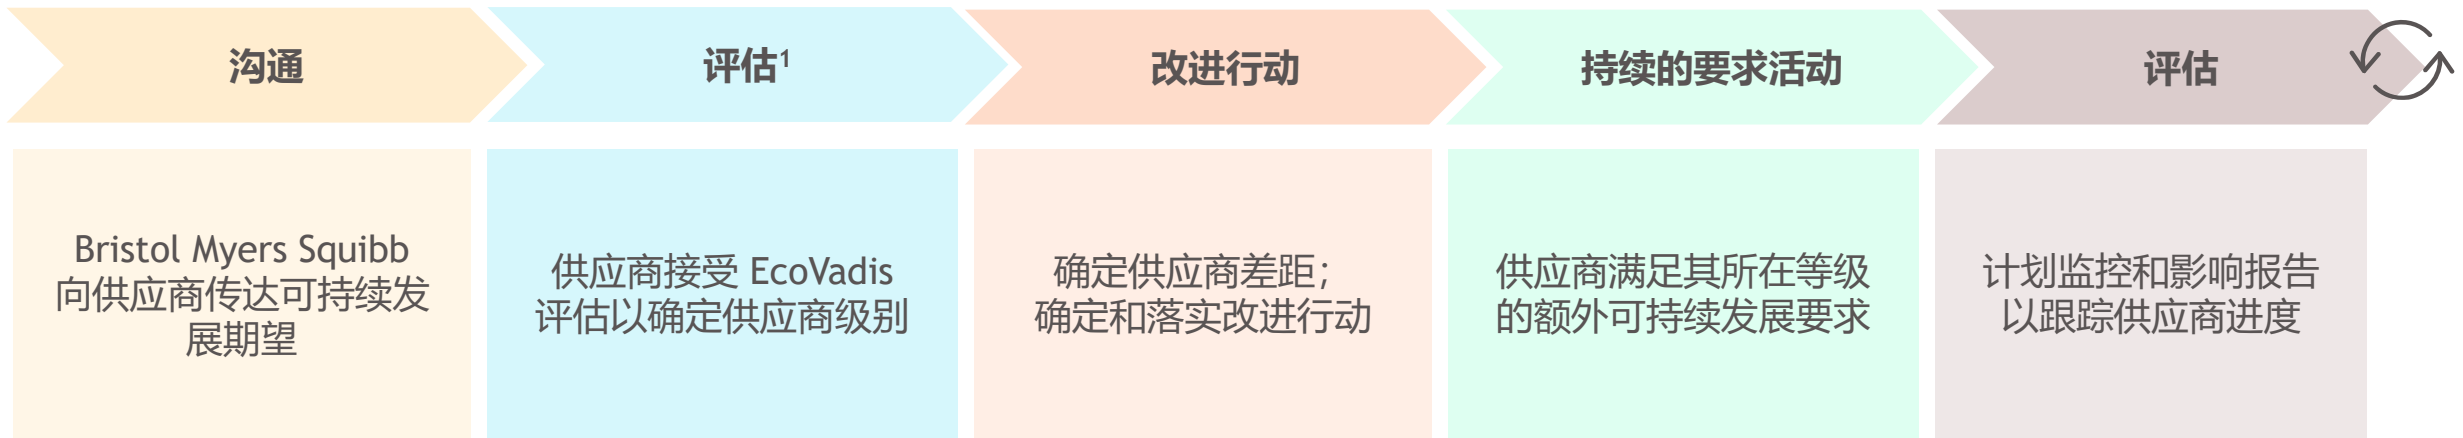 沟通
评估1
改进行动
持续的要求活动
评估
Bristol Myers Squibb
向供应商传达可持续发
展期望
供应商接受 EcoVadis
评估以确定供应商级别
确定供应商差距；
确定和落实改进行动
供应商满足其所在等级
的额外可持续发展要求
计划监控和影响报告
以跟踪供应商进度